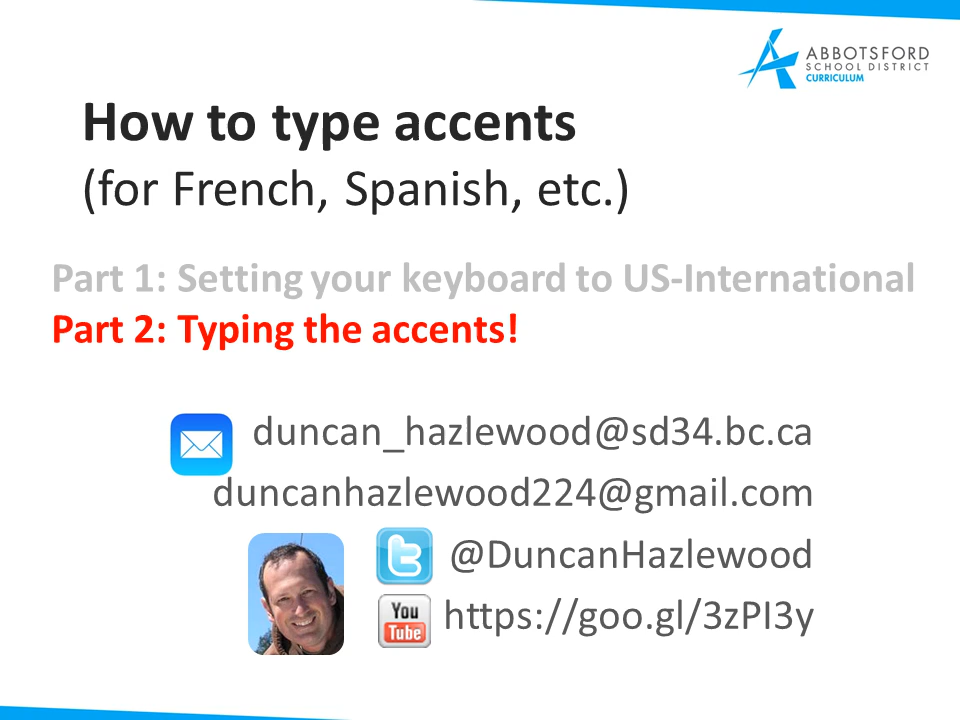 ABBOTSFORD
SCHOOL DISTRICT
CURRICULUM
How to type accents
(for French, Spanish, etc.)
Part 1: Setting your keyboard to US-International
Part 2: Typing the accents!
duncan_hazlewood@sd34.bc.ca
duncanhazlewood224@gmail.com
t
@DuncanHazlewood
You
Tube
https://goo.gl/3zPI3y